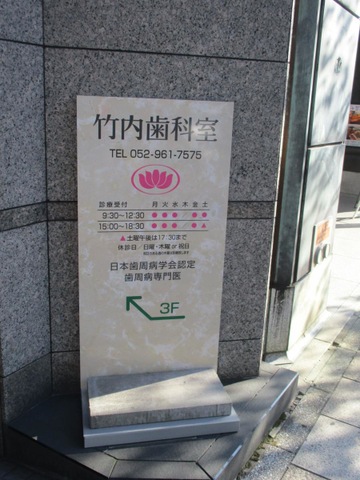 竹内歯科室
TEL 052-961-7575
診療受付 月 火 水 木 金 土
9:30～12:30 ● ● ● / ● ●
15:00～18:30 ● ● ● / ● ▲
▲土曜午後は17:30まで
休診日/日曜・木曜or祝日
日本歯周病学会認定
歯周病専門医
3F